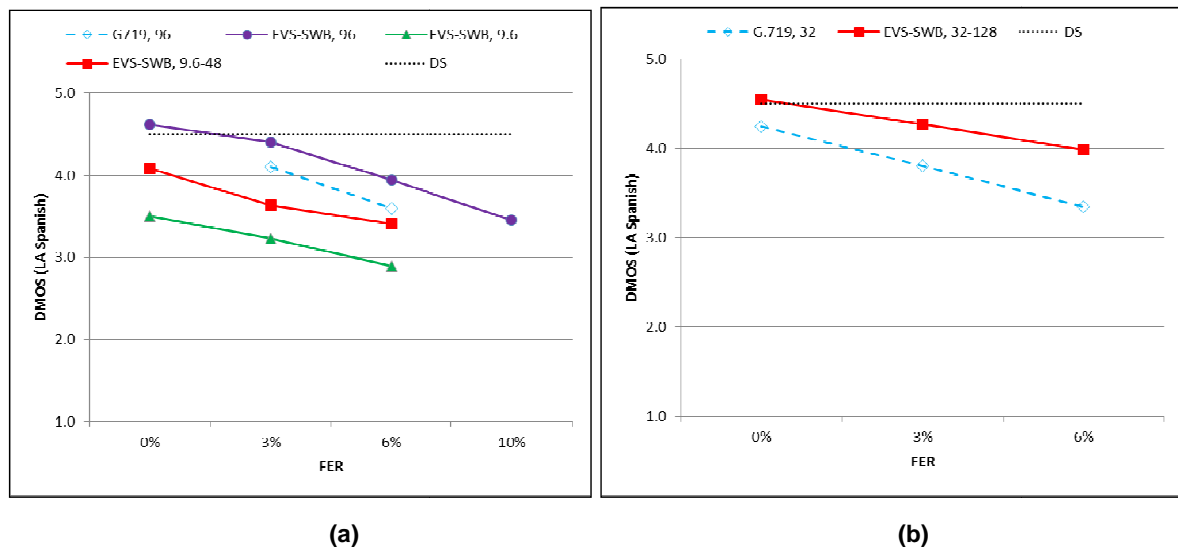 G719, 96
EVS-SWB, 96
EVS-SWB, 9.6
EVS-SWB, 9.6-48
DS
5.0
4.0
3.0
2.0
1.0
DMOS (LA Spanish)
0%
3%
6%
10%
FER
(a)
G.719, 32
EVS-SWB, 32-128
DS
5.0
4.0
3.0
2.0
1.0
DMOS (LA Spanish)
0%
3%
6%
FER
(b)